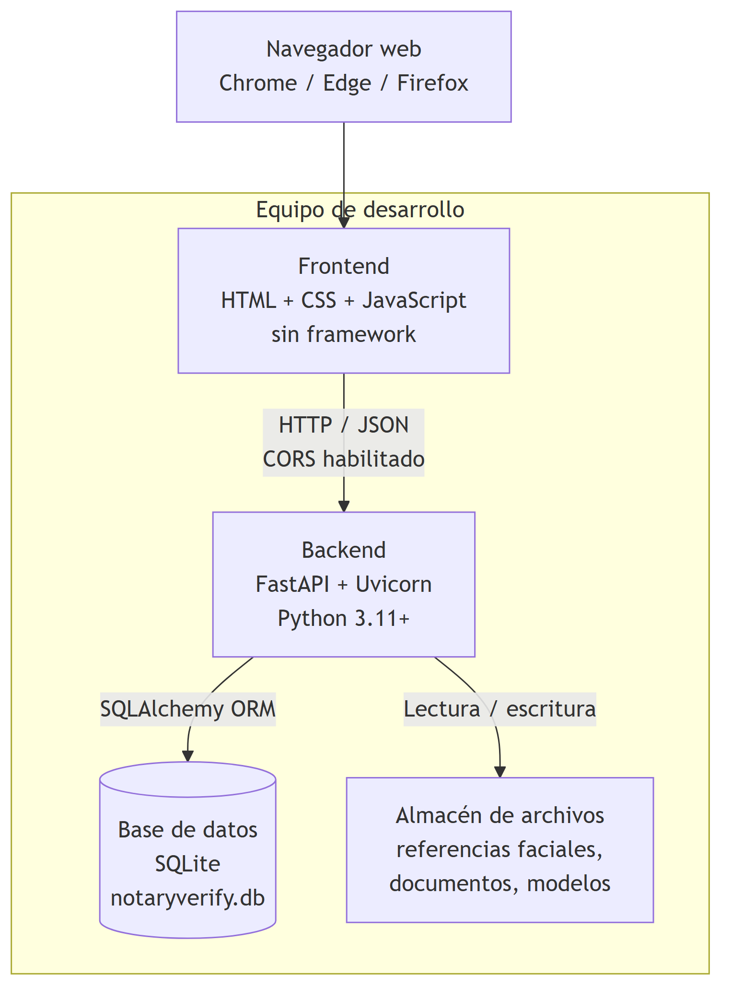 Navegador web
Chrome / Edge / Firefox
Equipo de desarrollo
Frontend
HTML + CSS + JavaScript
sin framework
HTTP / JSON
CORS habilitado
Backend
FastAPI + Uvicorn
Python 3.11+
SQLAlchemy ORM
Lectura / escritura
Base de datos
SQLite
notaryverify.db
Almacén de archivos
referencias faciales,
documentos, modelos